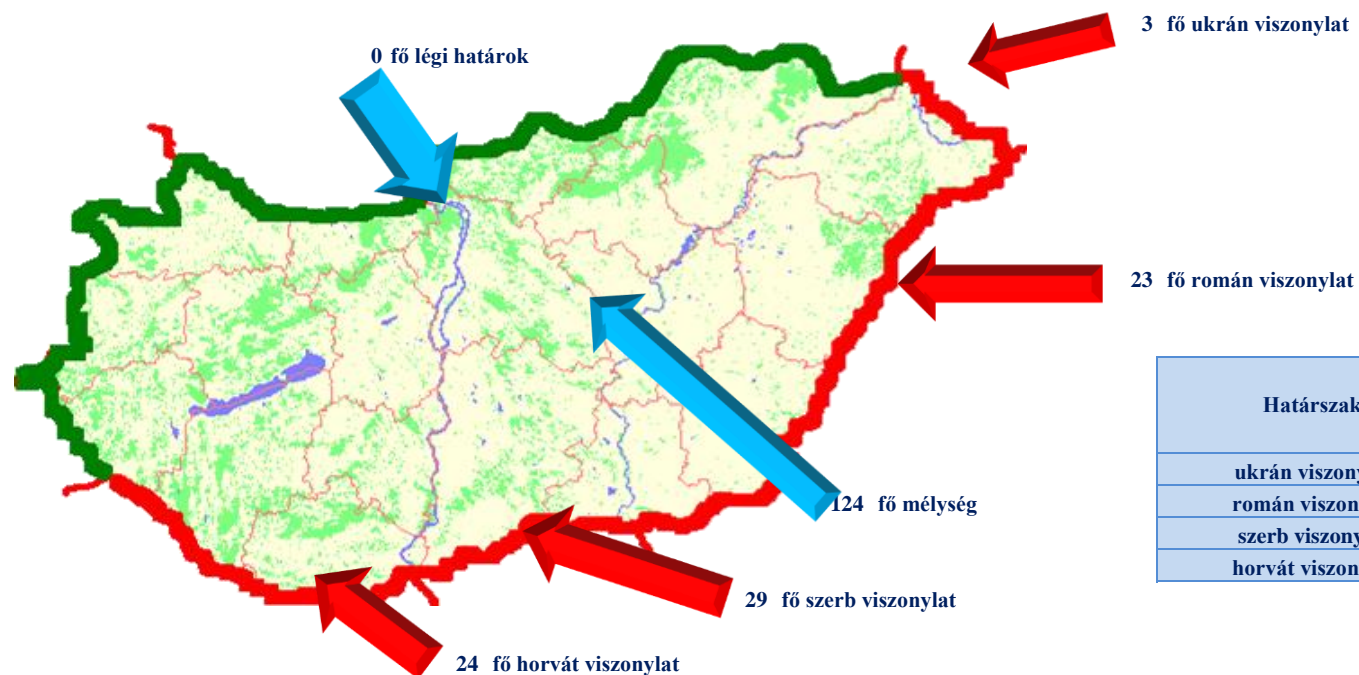 3 fő ukrán viszonylat
0 fő légi határok
23 fő román viszonylat
124 fő mélység
29 fő szerb viszonylat
24 fő horvát viszonylat
Határszak
ukrán viszony
román viszon
szerb viszony
horvát viszon